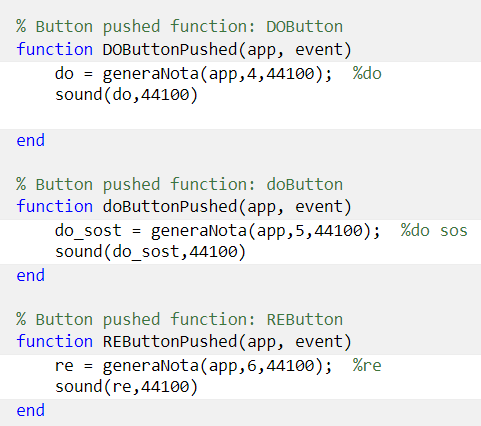 % Button pushed function: DOButton
function DOButtonPushed(app, event)
    do = generaNota(app,4,44100);  %do
    sound(do,44100)
end
% Button pushed function: doButton
function doButtonPushed(app, event)
    do_sost = generaNota(app,5,44100);  %do sos
    sound(do_sost,44100)
end
% Button pushed function: REButton
function REButtonPushed(app, event)
    re = generaNota(app,6,44100);  %re
    sound(re,44100)
end